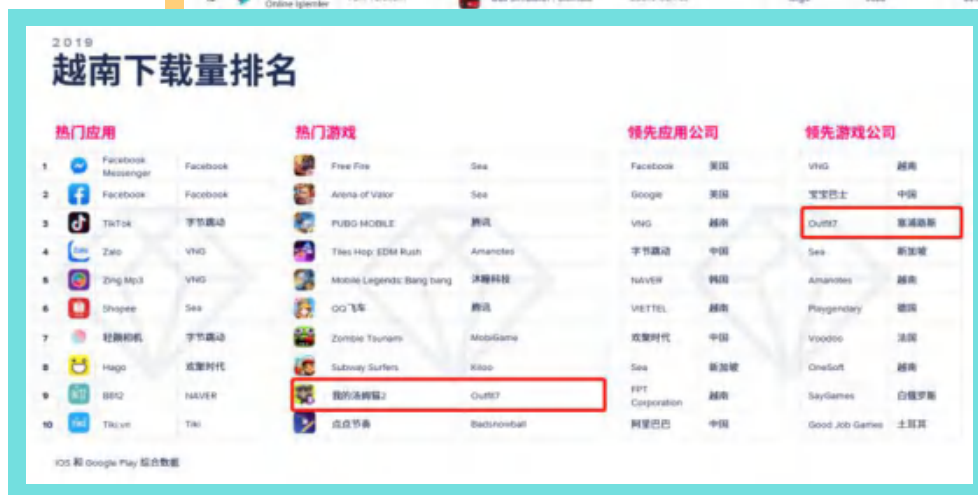 Online İşlemler
2019
越南下载量排名
热门应用 热门游戏 领先应用公司 领先游戏公司
1 Facebook Messenger Facebook Free Fire Sea Facebook 美国 VNG 越南
2 Facebook Facebook Arena of Valor Sea Google 美国 宝宝巴士 中国
3 TikTok 字节跳动 PUBG MOBILE 腾讯 VNG 越南 Outfit7 塞浦路斯
4 Zalo VNG Tiles Hop: EDM Rush Amanotes 字节跳动 中国 Sea 新加坡
5 Zing Mp3 VNG Mobile Legends: Bang bang 沐瞳科技 NAVER 韩国 Amanotes 越南
6 Shopee Sea QQ飞车 腾讯 VIETTEL 越南 Playgendary 德国
7 轻颜相机 字节跳动 Zombie Tsunami MobiGame 欢聚时代 中国 Voodoo 法国
8 Hago 欢聚时代 Subway Surfers Kiloo Sea 新加坡 OneSoft 越南
9 B612 NAVER 我的汤姆猫2 Outfit7 FPT Corporation 越南 SayGames 白俄罗斯
10 Tiki.vn Tiki 点点节奏 Badsnowball 阿里巴巴 中国 Good Job Games 土耳其
iOS 和 Google Play 综合数据